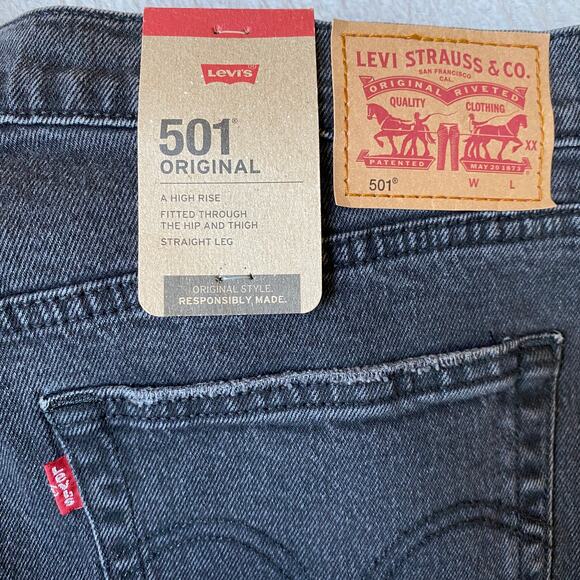 Levi's®
501®
ORIGINAL
A HIGH RISE
FITTED THROUGH
THE HIP AND THIGH
STRAIGHT LEG
ORIGINAL STYLE.
RESPONSIBLY MADE.
LEVI STRAUSS & CO.
SAN FRANCISCO
CAL.
ORIGINAL RIVETED
QUALITY CLOTHING
XX
PATENTED MAY 20 1873
501® W L
LEVI'S